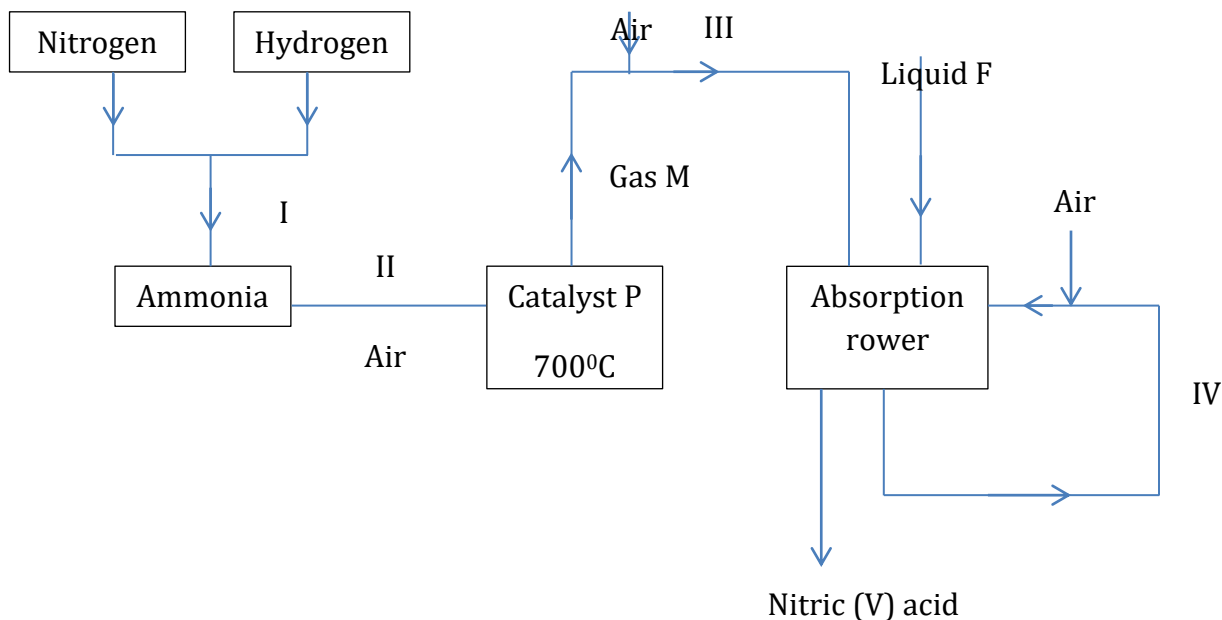 Nitrogen
Hydrogen
Air
III
Liquid F
Gas M
Air
I
II
Ammonia
Catalyst P
700⁰C
Absorption
rower
Air
IV
Nitric (V) acid